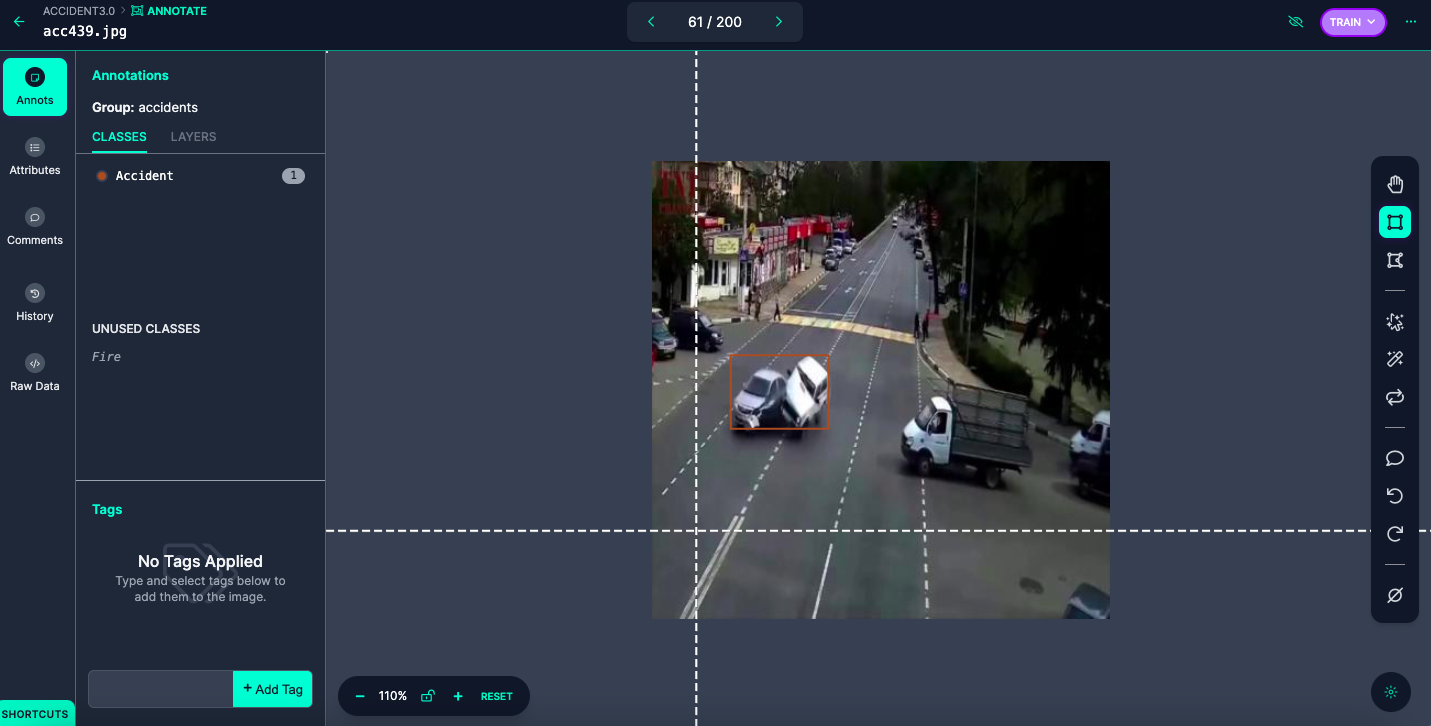 ACCIDENT3.0 > ANNOTATE
acc439.jpg
61 / 200
TRAIN
Annots
Attributes
Comments
History
Raw Data
SHORTCUTS
Annotations
Group: accidents
CLASSES LAYERS
Accident 1
UNUSED CLASSES
Fire
Tags
No Tags Applied
Type and select tags below to
add them to the image.
+ Add Tag
110%
RESET